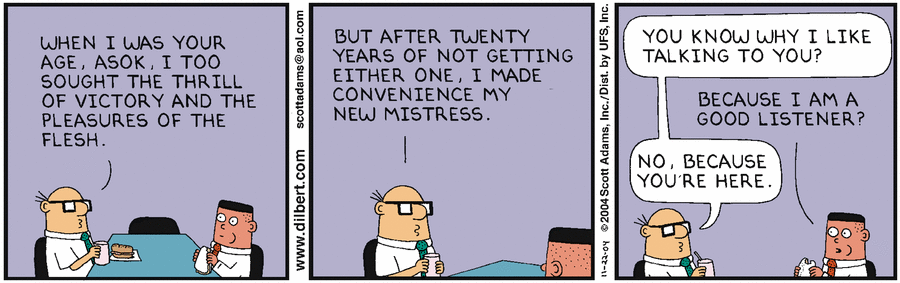 WHEN I WAS YOUR
AGE, ASOK, I TOO
SOUGHT THE THRILL
OF VICTORY AND THE
PLEASURES OF THE
FLESH.
www.dilbert.com scottadams@aol.com
BUT AFTER TWENTY
YEARS OF NOT GETTING
EITHER ONE, I MADE
CONVENIENCE MY
NEW MISTRESS.
11-22-04 © 2004 Scott Adams, Inc./Dist. by UFS, Inc.
YOU KNOW WHY I LIKE
TALKING TO YOU?
BECAUSE I AM A
GOOD LISTENER?
NO, BECAUSE
YOU'RE HERE.